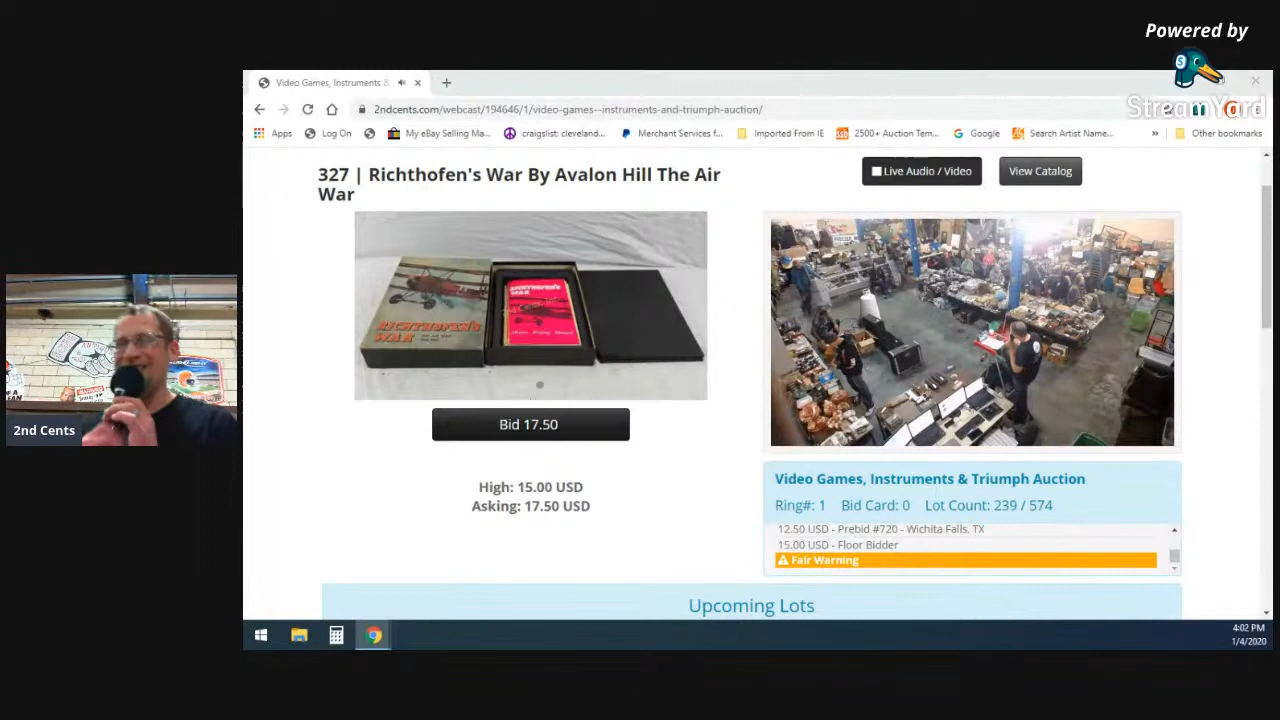 Powered by
StreamYard
Video Games, Instruments &
2ndcents.com/webcast/194646/1/video-games--instruments-and-triumph-auction/
Apps
Log On
My eBay Selling Ma...
craigslist: cleveland...
Merchant Services f...
Imported From IE
2500+ Auction Tem...
Google
Search Artist Name...
»
Other bookmarks
327 | Richthofen's War By Avalon Hill The Air
War
Live Audio / Video
View Catalog
RICHTHOFEN'S
WAR
RICHTHOFEN'S
WAR
Bid 17.50
High: 15.00 USD
Asking: 17.50 USD
2nd Cents
Video Games, Instruments & Triumph Auction
Ring#: 1 Bid Card: 0 Lot Count: 239 / 574
12.50 USD - Prebid #720 - Wichita Falls, TX
15.00 USD - Floor Bidder
Fair Warning
Upcoming Lots
4:02 PM
1/4/2020